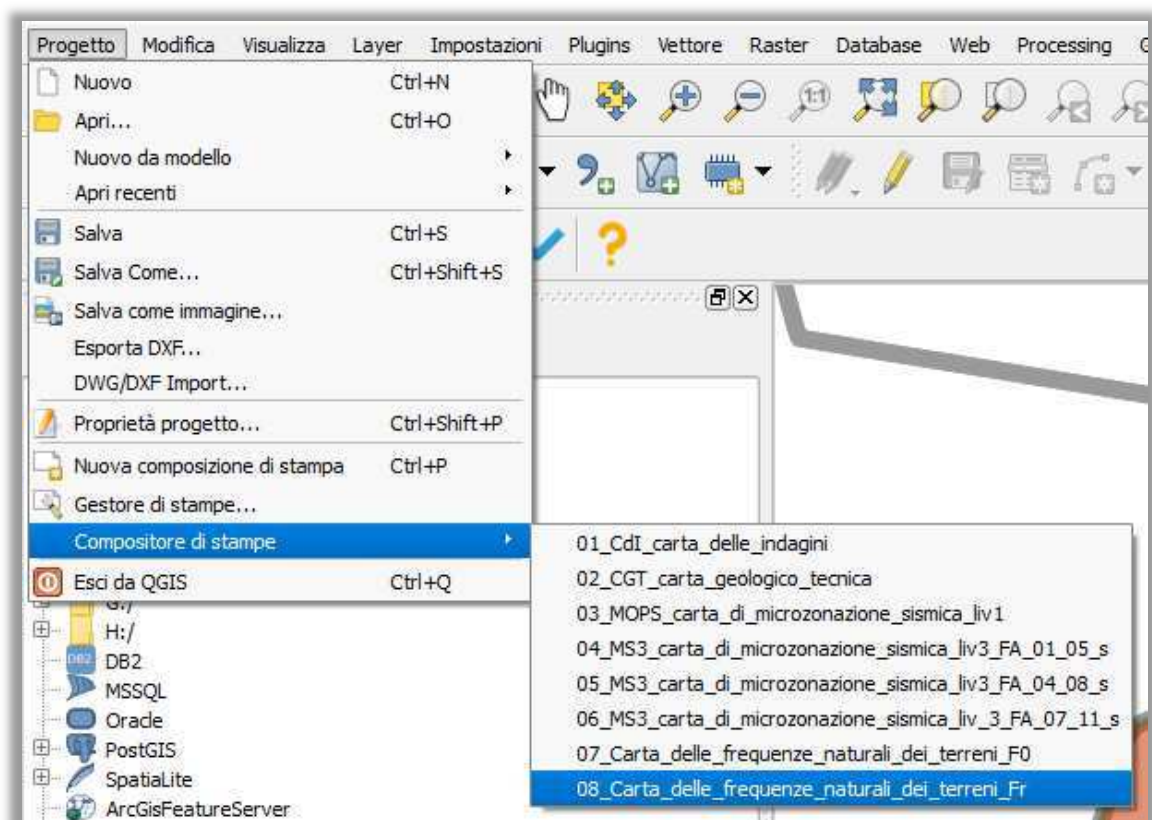 Progetto Modifica Visualizza Layer Impostazioni Plugins Vettore Raster Database Web Processing
Nuovo Ctrl+N
Apri... Ctrl+O
Nuovo da modello
Apri recenti
Salva Ctrl+S
Salva Come... Ctrl+Shift+S
Salva come immagine...
Esporta DXF...
DWG/DXF Import...
Proprietà progetto... Ctrl+Shift+P
Nuova composizione di stampa Ctrl+P
Gestore di stampe...
Compositore di stampe
Esci da QGIS Ctrl+Q
01_CdI_carta_delle_indagini
02_CGT_carta_geologico_tecnica
03_MOPS_carta_di_microzonazione_sismica_liv1
04_MS3_carta_di_microzonazione_sismica_liv3_FA_01_05_s
05_MS3_carta_di_microzonazione_sismica_liv3_FA_04_08_s
06_MS3_carta_di_microzonazione_sismica_liv_3_FA_07_11_s
07_Carta_delle_frequenze_naturali_dei_terreni_F0
08_Carta_delle_frequenze_naturali_dei_terreni_Fr
1:1
G:/
H:/
DB2 DB2
MSSQL
Oracle
PostGIS
SpatiaLite
ArcGisFeatureServer